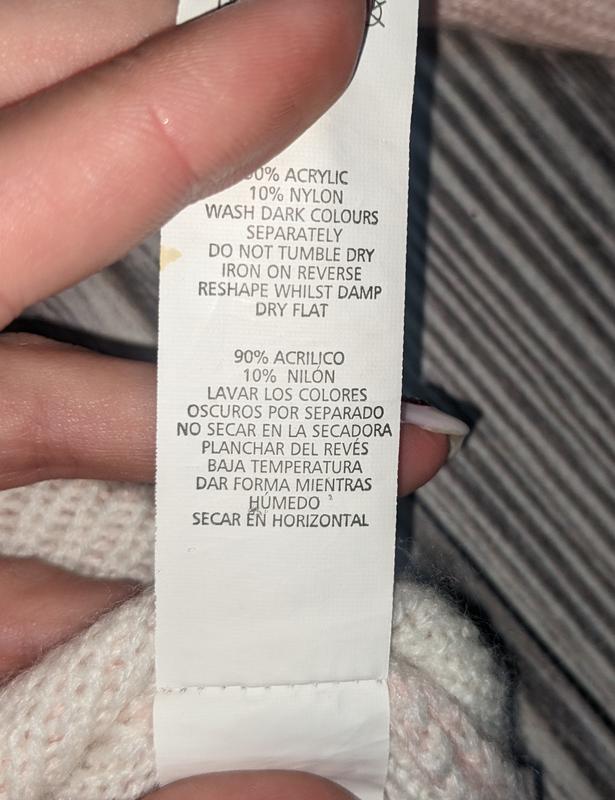 90% ACRYLIC
10% NYLON
WASH DARK COLOURS
SEPARATELY
DO NOT TUMBLE DRY
IRON ON REVERSE
RESHAPE WHILST DAMP
DRY FLAT
90% ACRILICO
10% NILÓN
LAVAR LOS COLORES
OSCUROS POR SEPARADO
NO SECAR EN LA SECADORA
PLANCHAR DEL REVÉS
BAJA TEMPERATURA
DAR FORMA MIENTRAS
HÚMEDO
SECAR EN HORIZONTAL